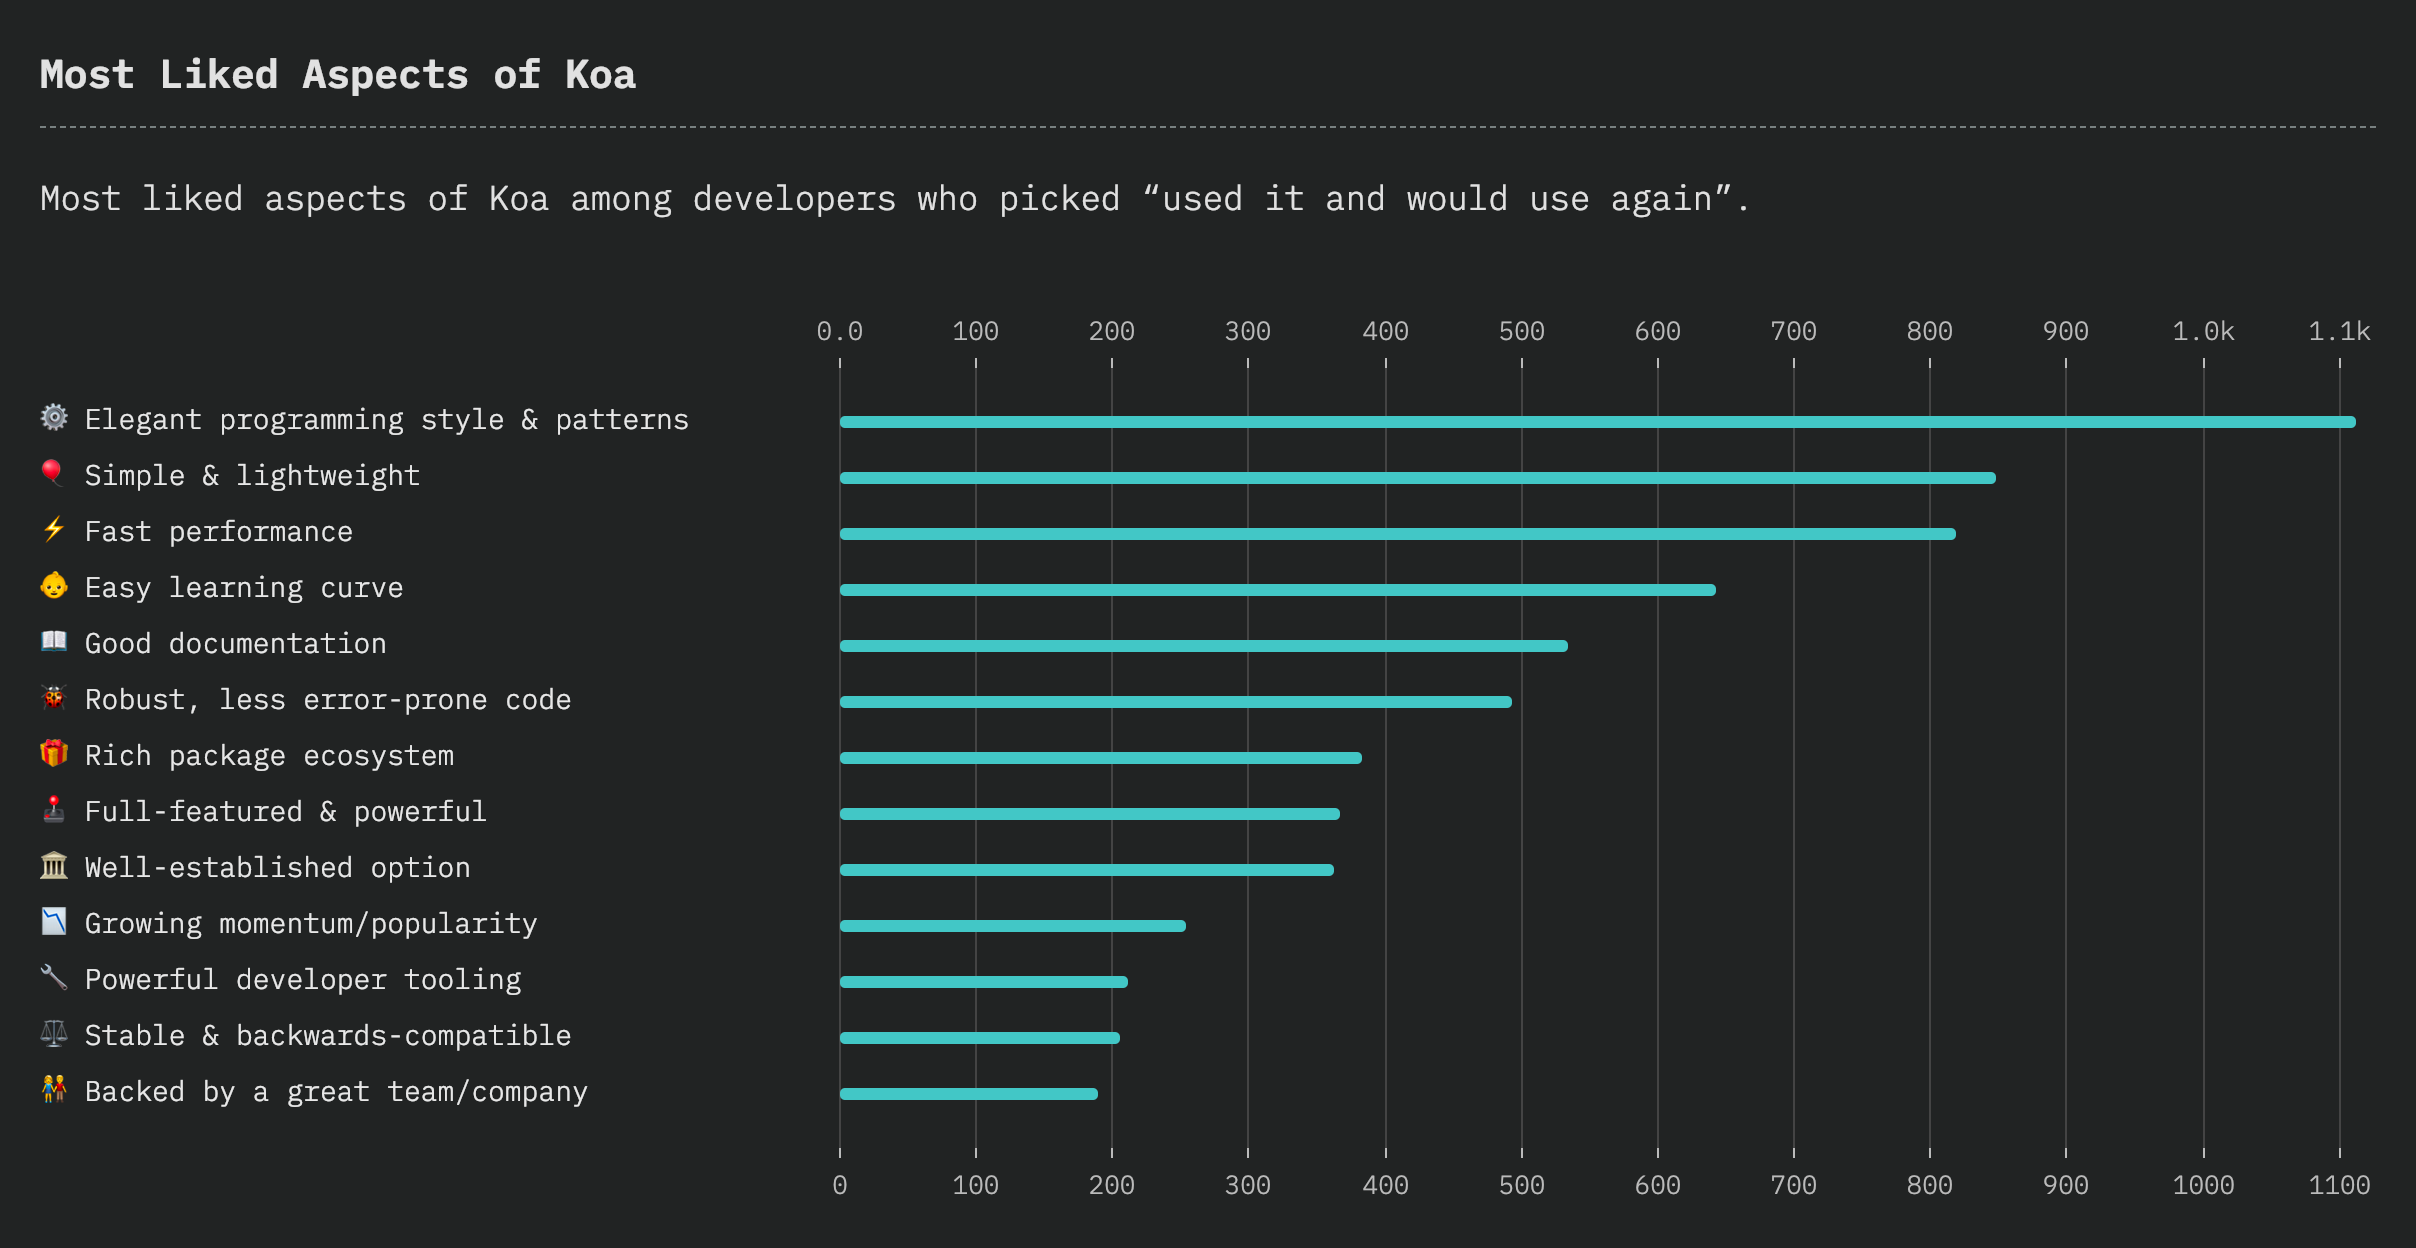 Most Liked Aspects of Koa
Most liked aspects of Koa among developers who picked “used it and would use again”.
0.0 100 200 300 400 500 600 700 800 900 1.0k 1.1k
Elegant programming style & patterns
Simple & lightweight
Fast performance
Easy learning curve
Good documentation
Robust, less error-prone code
Rich package ecosystem
Full-featured & powerful
Well-established option
Growing momentum/popularity
Powerful developer tooling
Stable & backwards-compatible
Backed by a great team/company
0 100 200 300 400 500 600 700 800 900 1000 1100